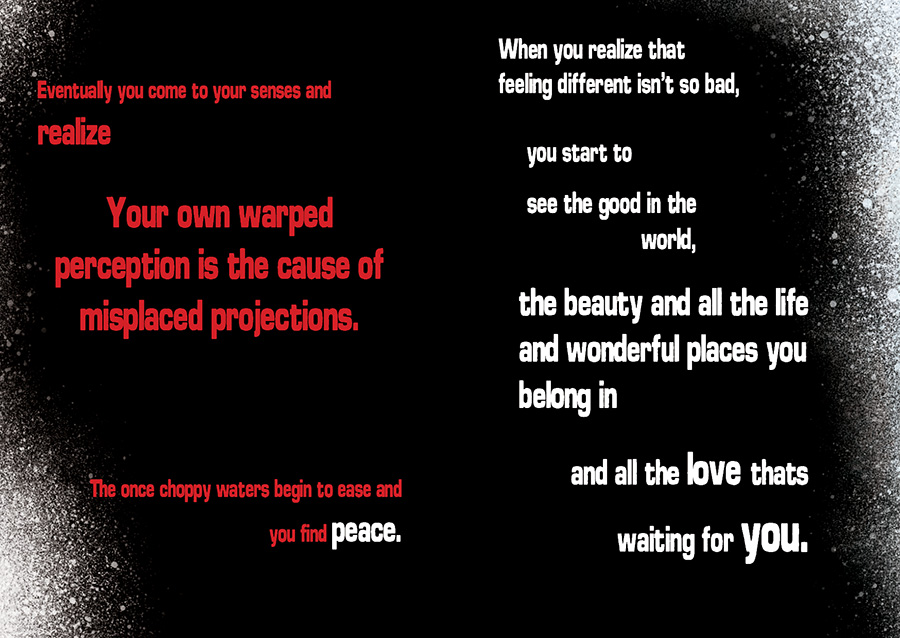 Eventually you come to your senses and
realize
Your own warped
perception is the cause of
misplaced projections.
The once choppy waters begin to ease and
you find peace.
When you realize that
feeling different isn't so bad,
you start to
see the good in the
world,
the beauty and all the life
and wonderful places you
belong in
and all the love thats
waiting for you.